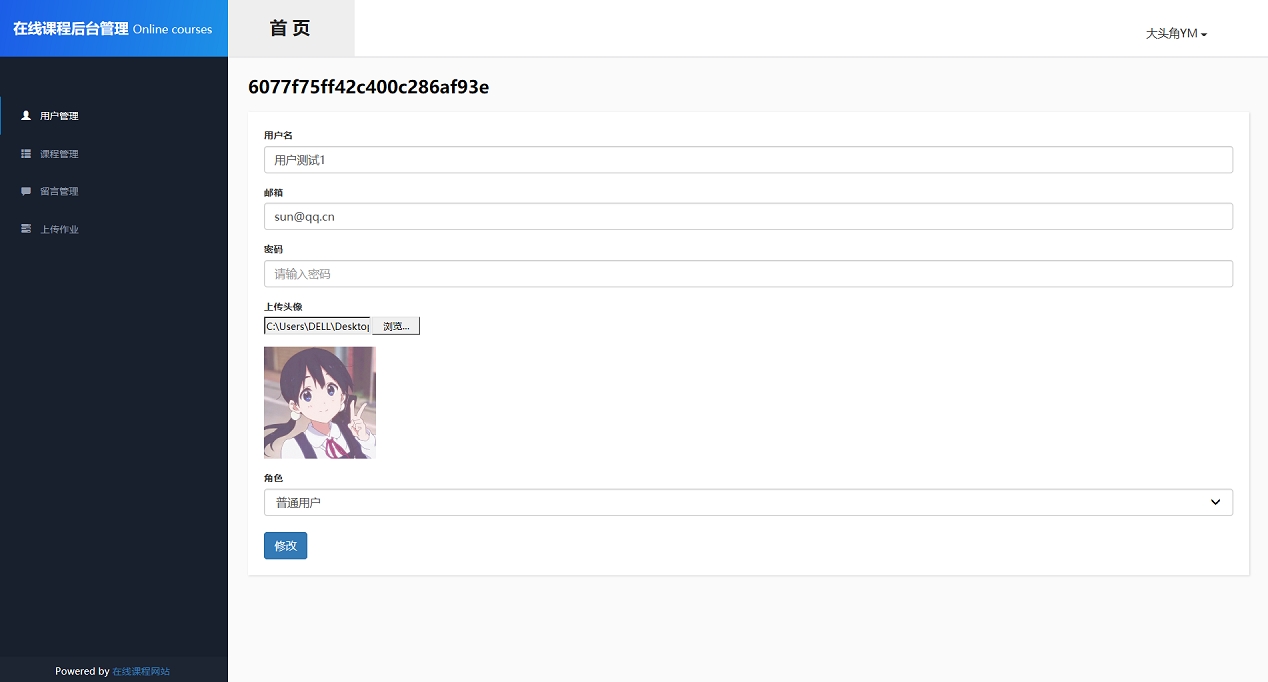 在线课程后台管理 Online courses
首 页
大头角YM
用户管理
课程管理
留言管理
上传作业
6077f75ff42c400c286af93e
用户名
用户测试1
邮箱
sun@qq.cn
密码
请输入密码
上传头像
C:\Users\DELL\Desktop 浏览...
角色
普通用户
修改
Powered by 在线课程网站